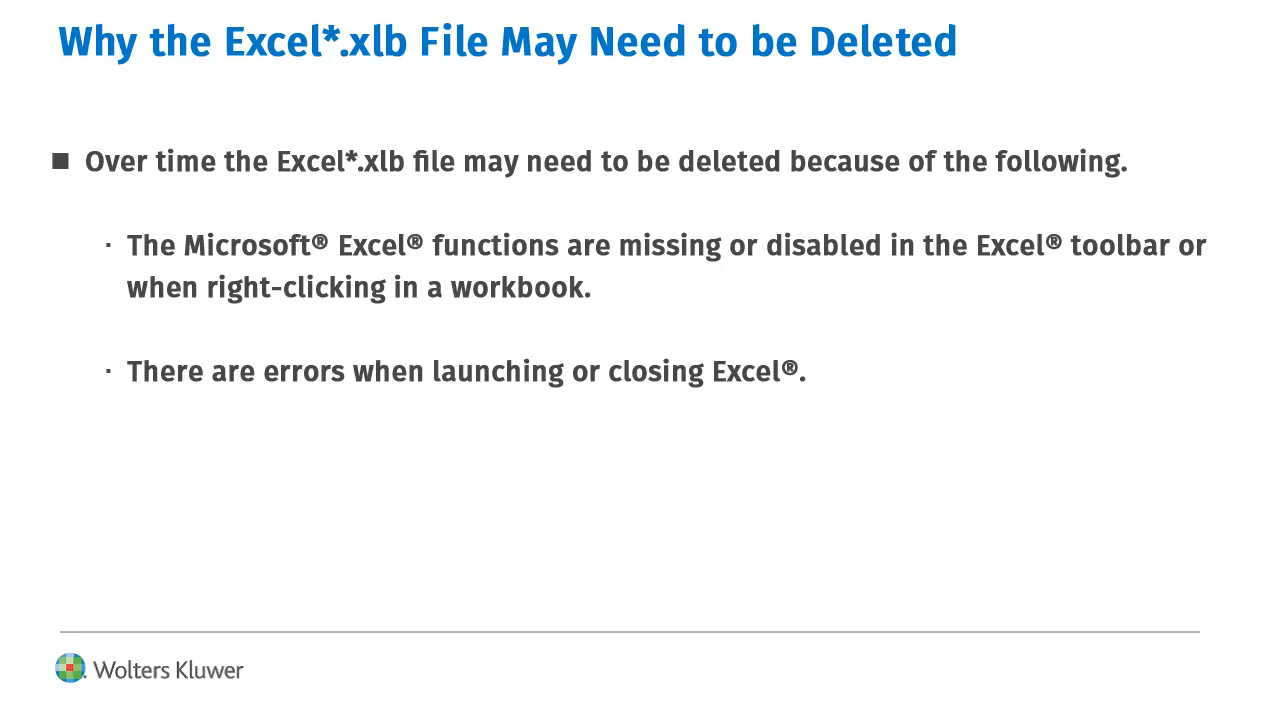 Why the Excel*.xlb File May Need to be Deleted
■ Over time the Excel*.xlb file may need to be deleted because of the following.
· The Microsoft® Excel® functions are missing or disabled in the Excel® toolbar or
when right-clicking in a workbook.
· There are errors when launching or closing Excel®.
Wolters Kluwer